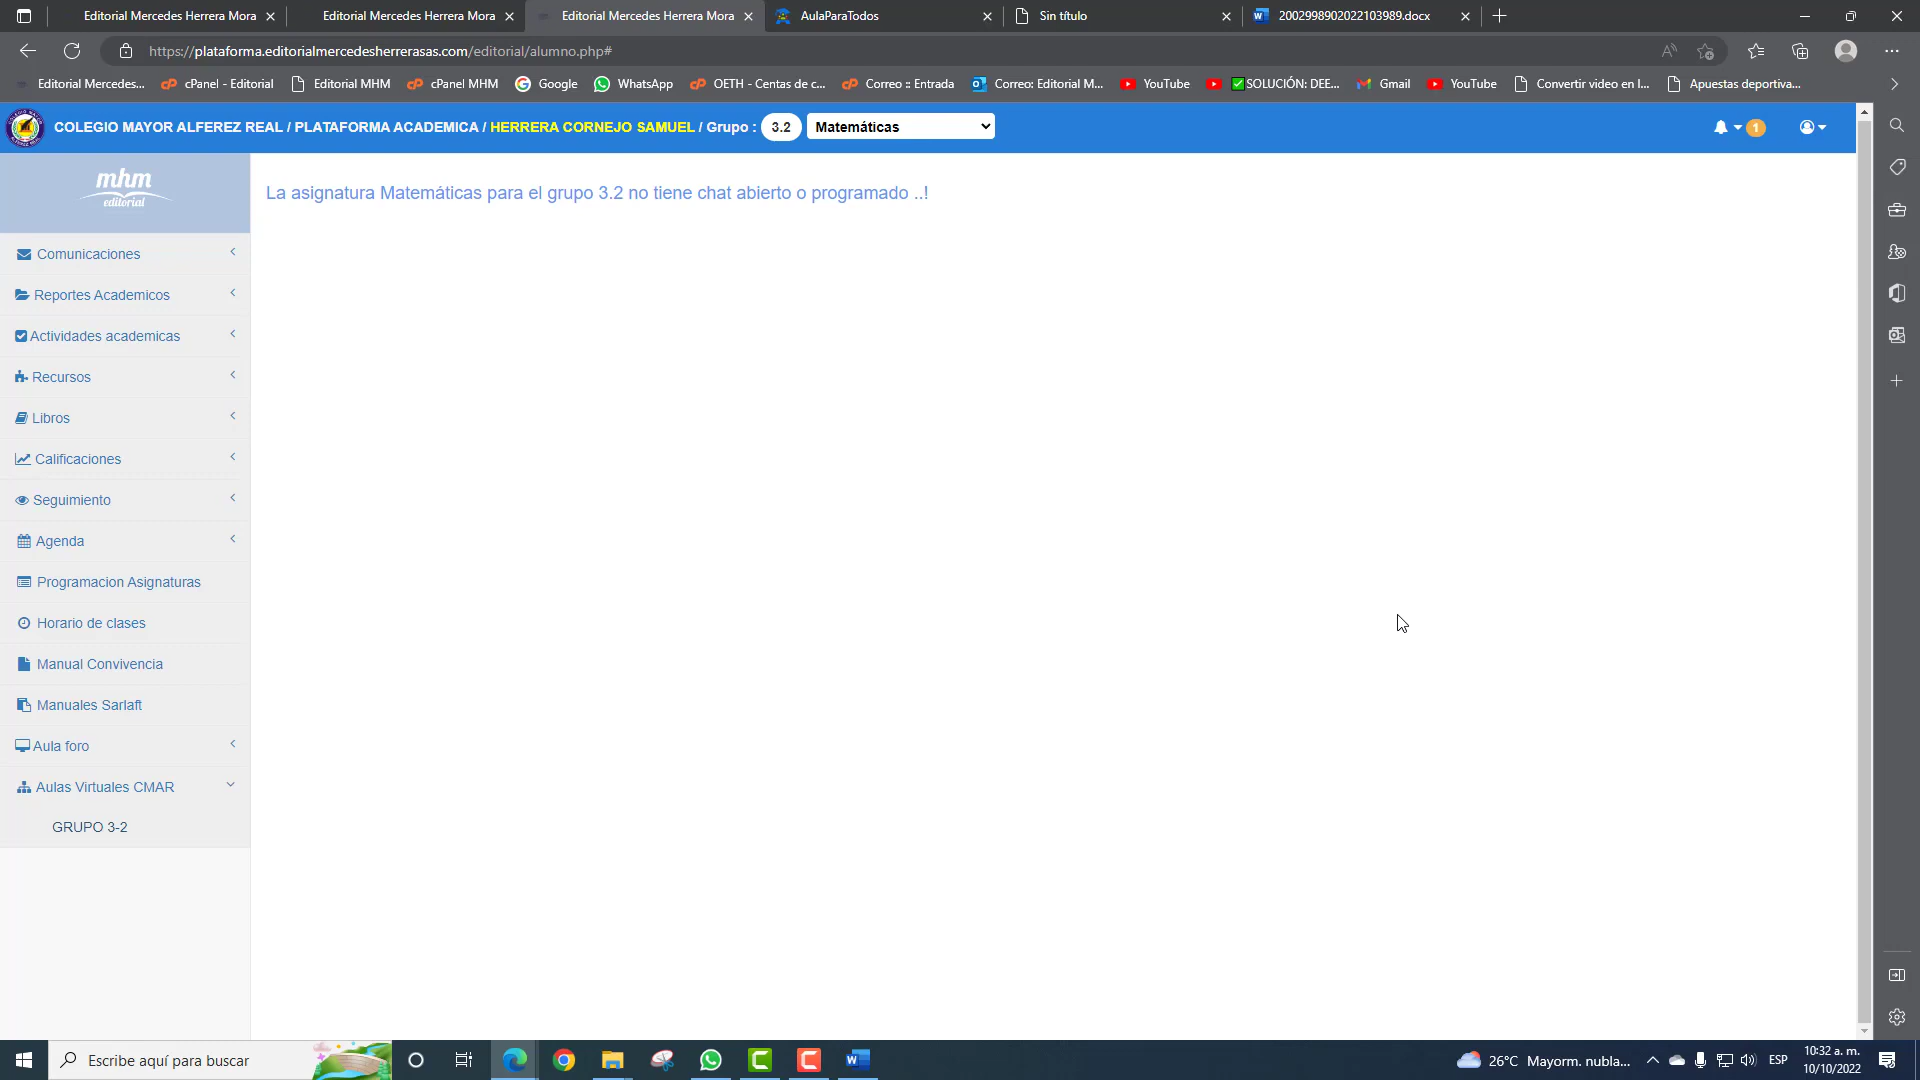 Editorial Mercedes Herrera Mora
Editorial Mercedes Herrera Mora
Editorial Mercedes Herrera Mora
AulaParaTodos
Sin título
2002998902022103989.docx
https://plataforma.editorialmercedesherrerasas.com/editorial/alumno.php#
Editorial Mercedes...
cPanel - Editorial
Editorial MHM
cPanel MHM
Google
WhatsApp
OETH - Centas de c...
Correo :: Entrada
Correo: Editorial M...
YouTube
SOLUCIÓN: DEE...
Gmail
YouTube
Convertir video en l...
Apuestas deportiva...
COLEGIO MAYOR ALFEREZ REAL / PLATAFORMA ACADEMICA / HERRERA CORNEJO SAMUEL / Grupo : 3.2 Matemáticas
1
mhm
editorial
La asignatura Matemáticas para el grupo 3.2 no tiene chat abierto o programado ..!
Comunicaciones
Reportes Academicos
Actividades academicas
Recursos
Libros
Calificaciones
Seguimiento
Agenda
Programacion Asignaturas
Horario de clases
Manual Convivencia
Manuales Sarlaft
Aula foro
Aulas Virtuales CMAR
GRUPO 3-2
Escribe aquí para buscar
26°C Mayorm. nubla...
ESP
10:32 a. m.
10/10/2022